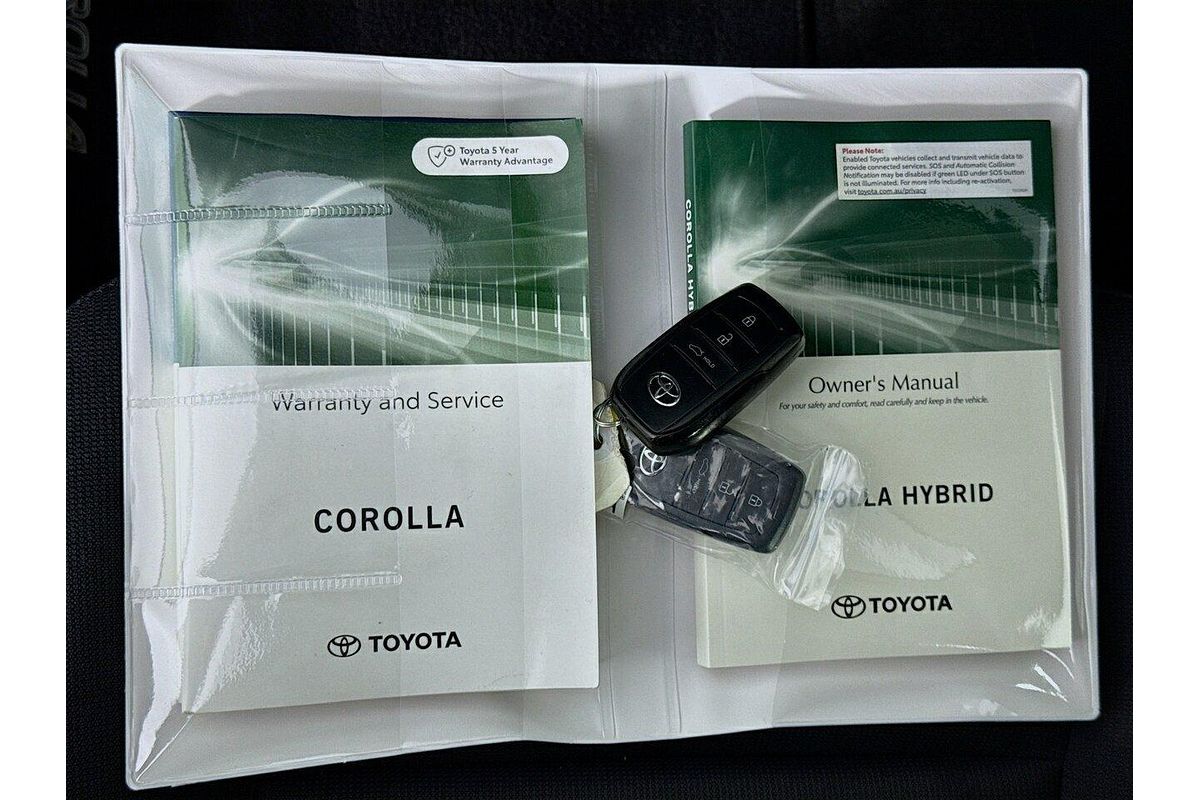 Toyota 5 Year
Warranty Advantage
Warranty and Service
COROLLA
TOYOTA
COROLLA HYB
Please Note:
Enabled Toyota vehicles collect and transmit vehicle data to
provide connected services. SOS and Automatic Collision
Notification may be disabled if green LED under SOS button
is not illuminated. For more info including re-activation,
visit toyota.com.au/privacy
HOLD
Owner's Manual
For your safety and comfort, read carefully and keep in the vehicle.
COROLLA HYBRID
TOYOTA